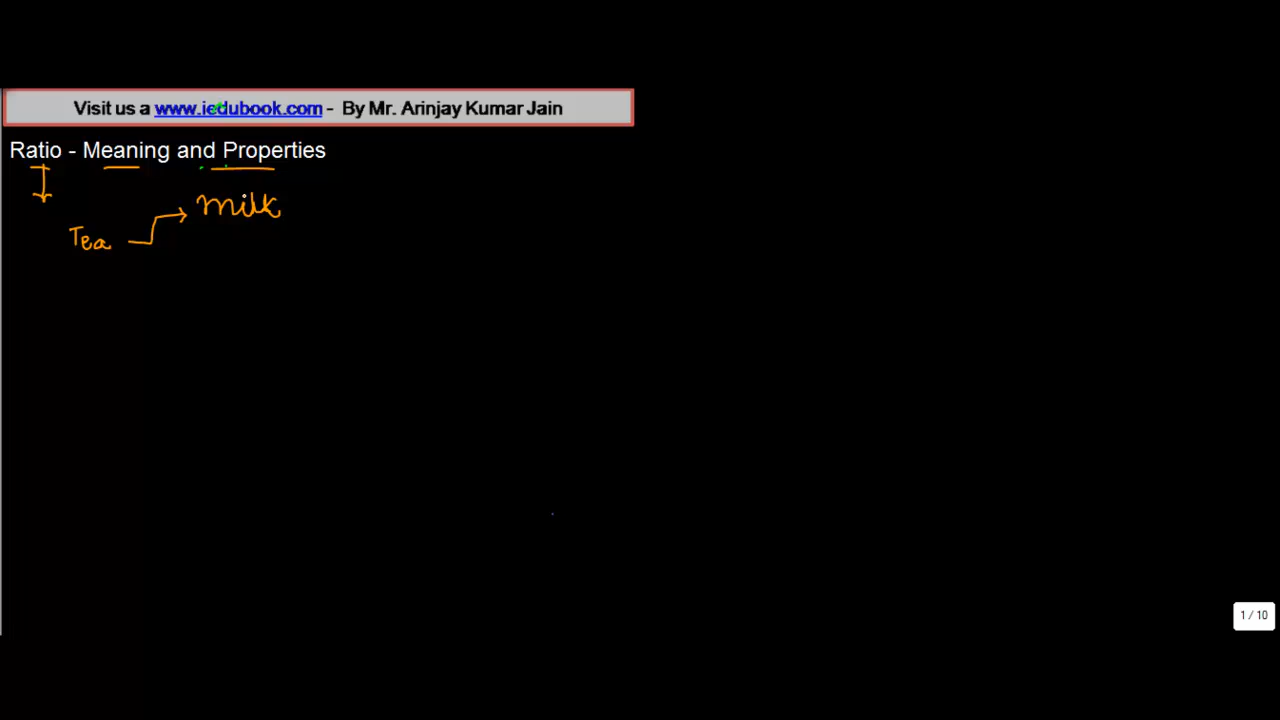 Visit us a www.iedubook.com - By Mr. Arinjay Kumar Jain
Ratio - Meaning and Properties
milk
Tea
1 / 10